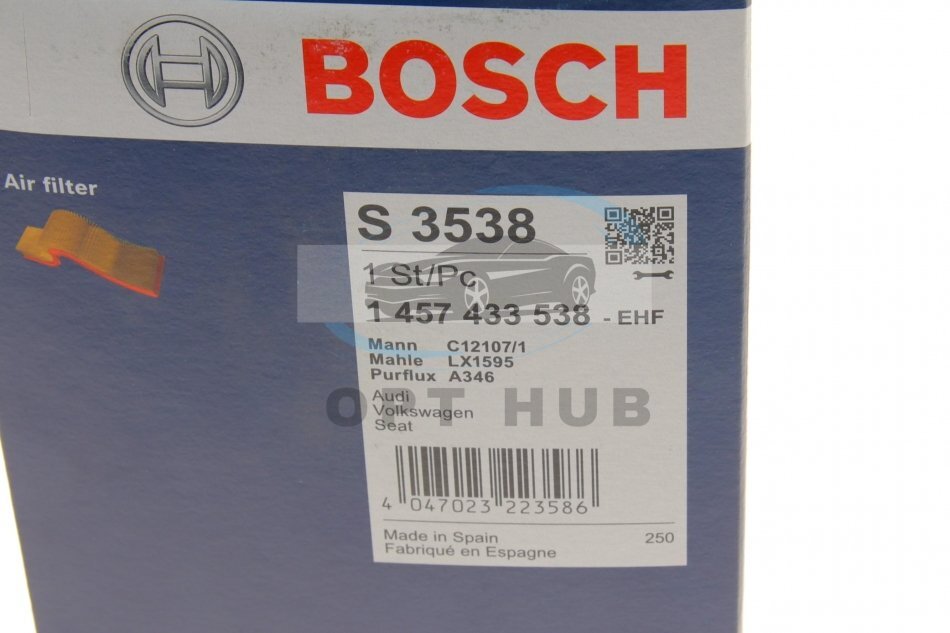 BOSCH
Air filter
S 3538
1 St/Pc
1 457 433 538 - EHF
Mann C12107/1
Mahle LX1595
Purflux A346
Audi
Volkswagen
Seat
OPT HUB
4 047023 223586
Made in Spain 250
Fabriqué en Espagne